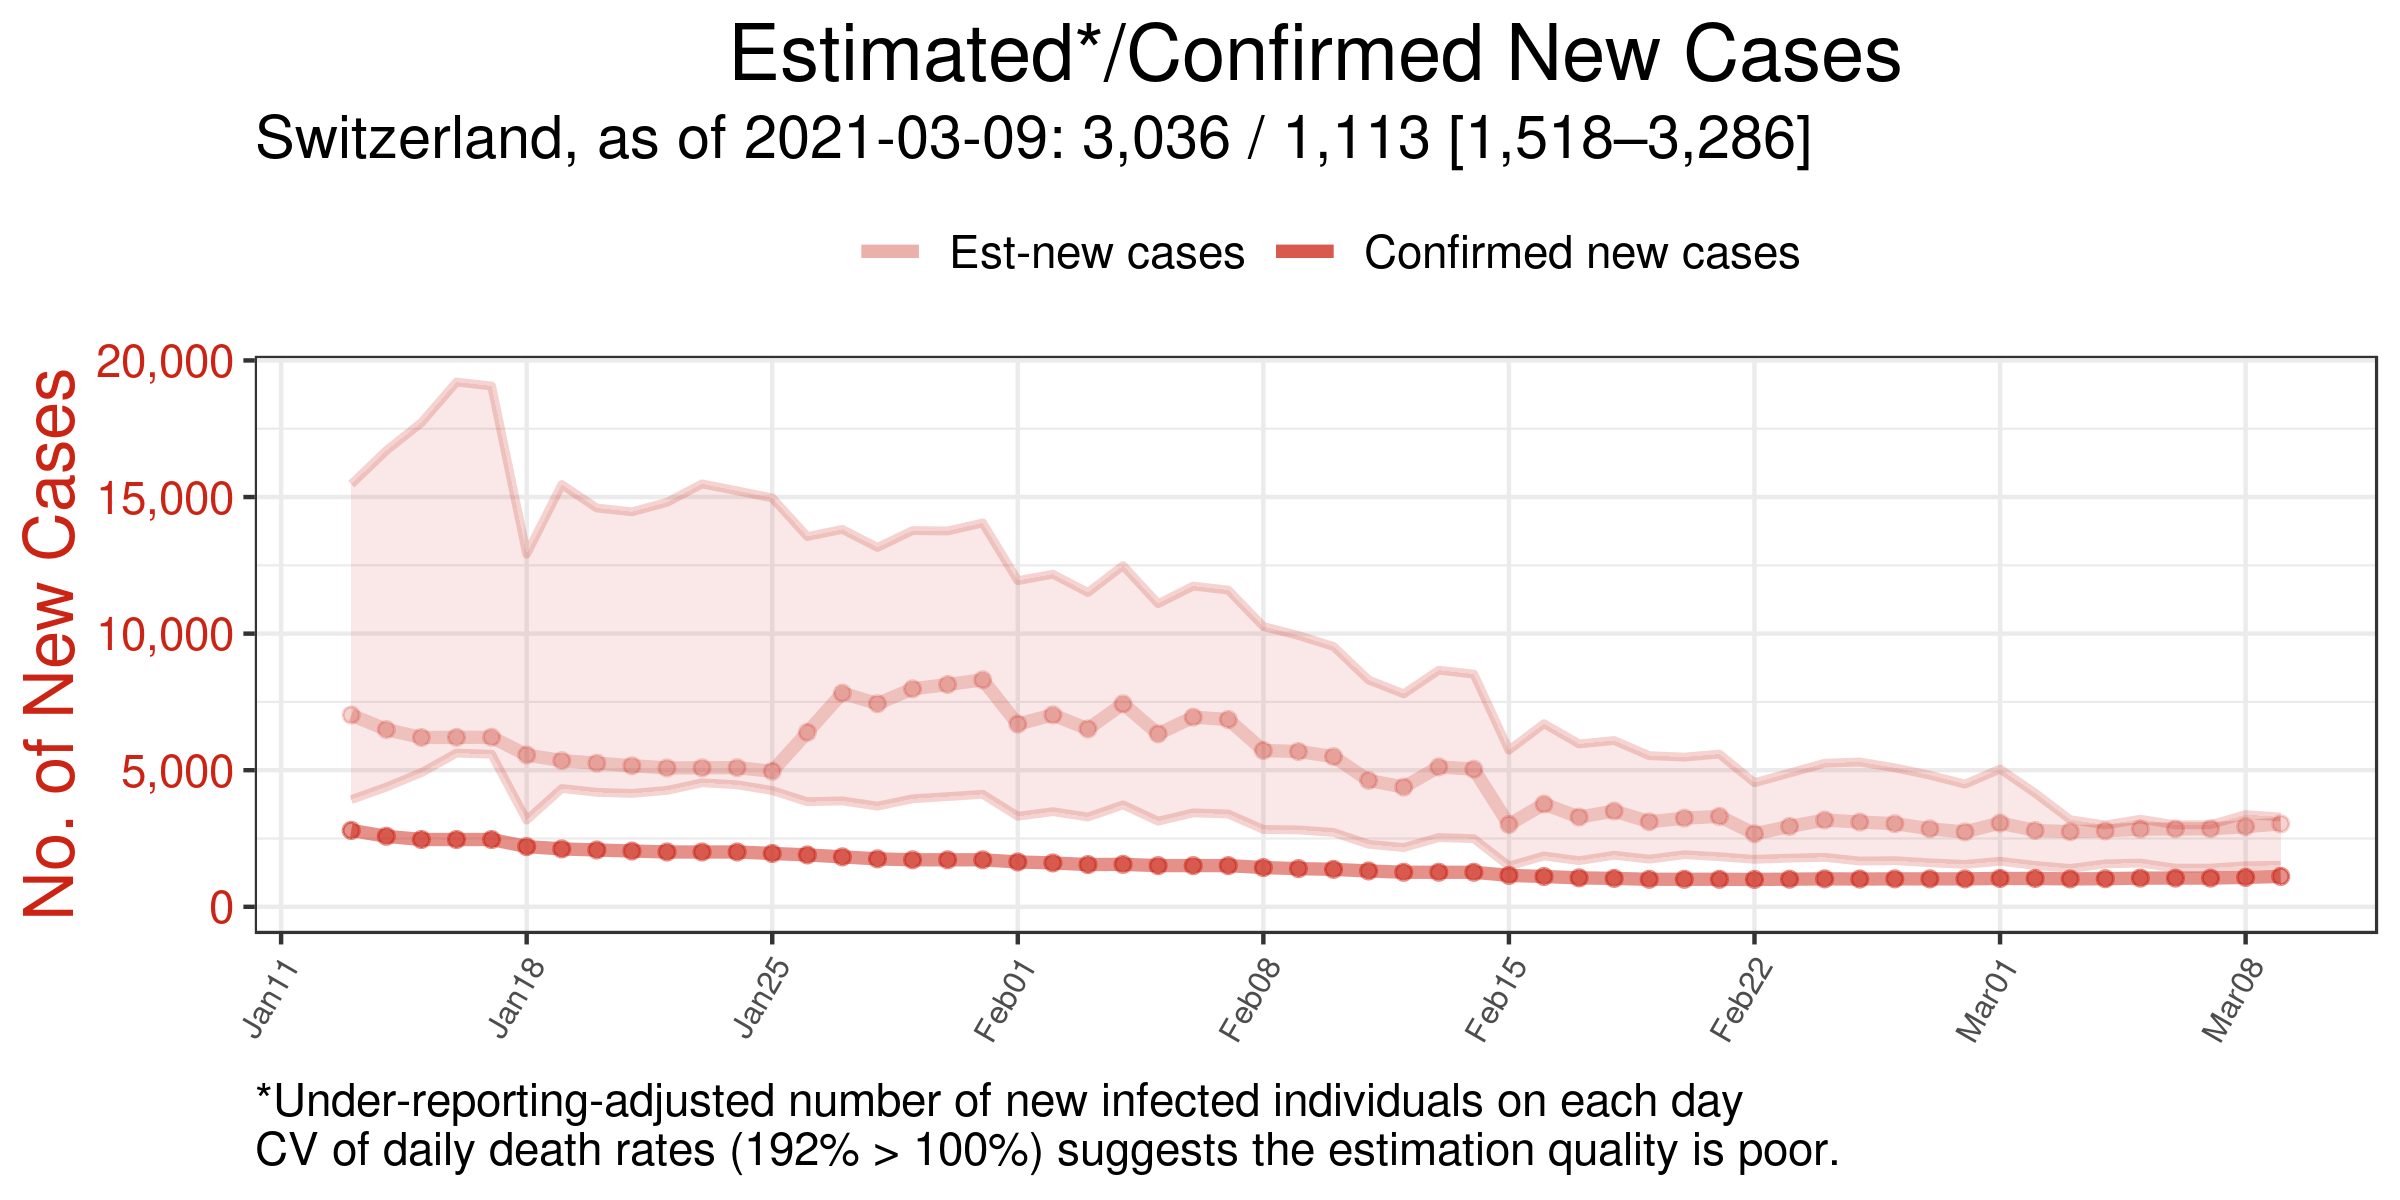 Estimated*/Confirmed New Cases
Switzerland, as of 2021-03-09: 3,036 / 1,113 [1,518–3,286]
Est-new cases
Confirmed new cases
No. of New Cases
20,000
15,000
10,000
5,000
0
Jan11
Jan18
Jan25
Feb01
Feb08
Feb15
Feb22
Mar01
Mar08
*Under-reporting-adjusted number of new infected individuals on each day
CV of daily death rates (192% > 100%) suggests the estimation quality is poor.